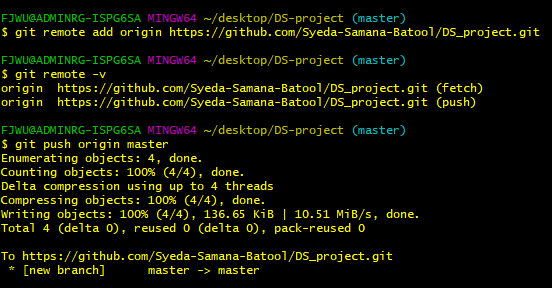 FJWU@ADMINRG-ISPG6SA MINGW64 ~/desktop/DS-project (master)
$ git remote add origin https://github.com/Syeda-Samana-Batool/DS_project.git
FJWU@ADMINRG-ISPG6SA MINGW64 ~/desktop/DS-project (master)
$ git remote -v
origin  https://github.com/Syeda-Samana-Batool/DS_project.git (fetch)
origin  https://github.com/Syeda-Samana-Batool/DS_project.git (push)
FJWU@ADMINRG-ISPG6SA MINGW64 ~/desktop/DS-project (master)
$ git push origin master
Enumerating objects: 4, done.
Counting objects: 100% (4/4), done.
Delta compression using up to 4 threads
Compressing objects: 100% (4/4), done.
Writing objects: 100% (4/4), 136.65 KiB | 10.51 MiB/s, done.
Total 4 (delta 0), reused 0 (delta 0), pack-reused 0
To https://github.com/Syeda-Samana-Batool/DS_project.git
 * [new branch]      master -> master